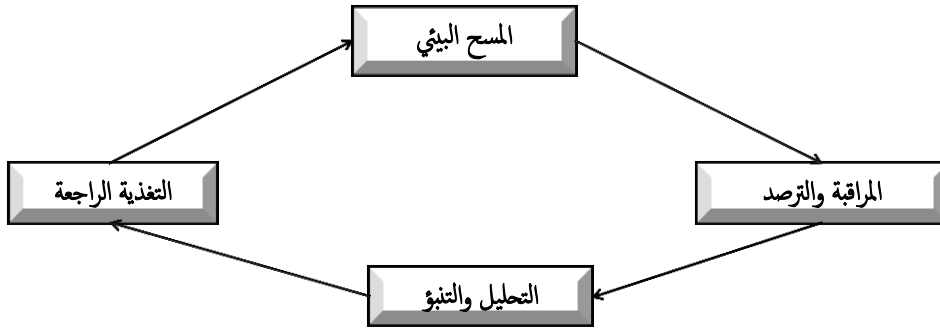 المسح البيئي
المراقبة والترصد
التغذية الراجعة
التحليل والتنبؤ